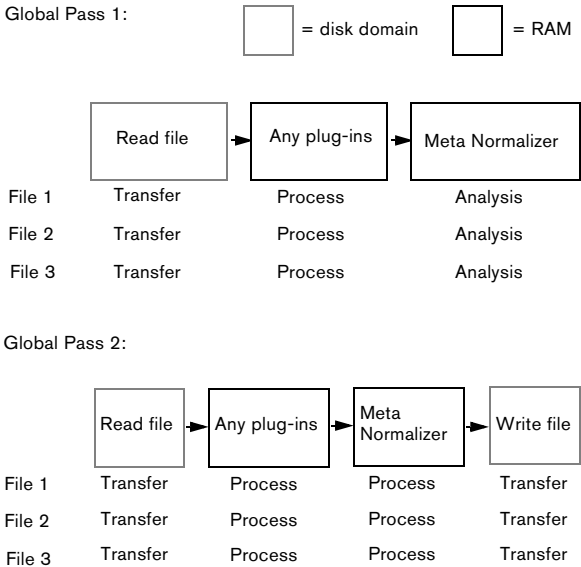 Global Pass 1:
= disk domain
= RAM
Read file
Any plug-ins
Meta Normalizer
File 1 Transfer Process Analysis
File 2 Transfer Process Analysis
File 3 Transfer Process Analysis
Global Pass 2:
Read file
Any plug-ins
Meta
Normalizer
Write file
File 1 Transfer Process Process Transfer
File 2 Transfer Process Process Transfer
File 3 Transfer Process Process Transfer